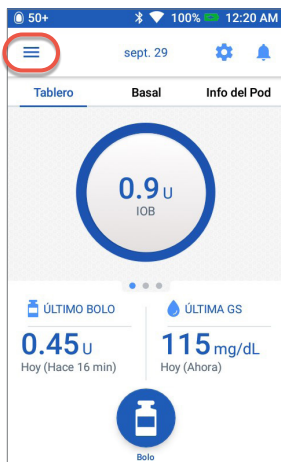 50+ 100% 12:20 AM
sept. 29
Tablero Basal Info del Pod
0.9 U
IOB
ÚLTIMO BOLO ÚLTIMA GS
0.45 U 115 mg/dL
Hoy (Hace 16 min) Hoy (Ahora)
Bolo